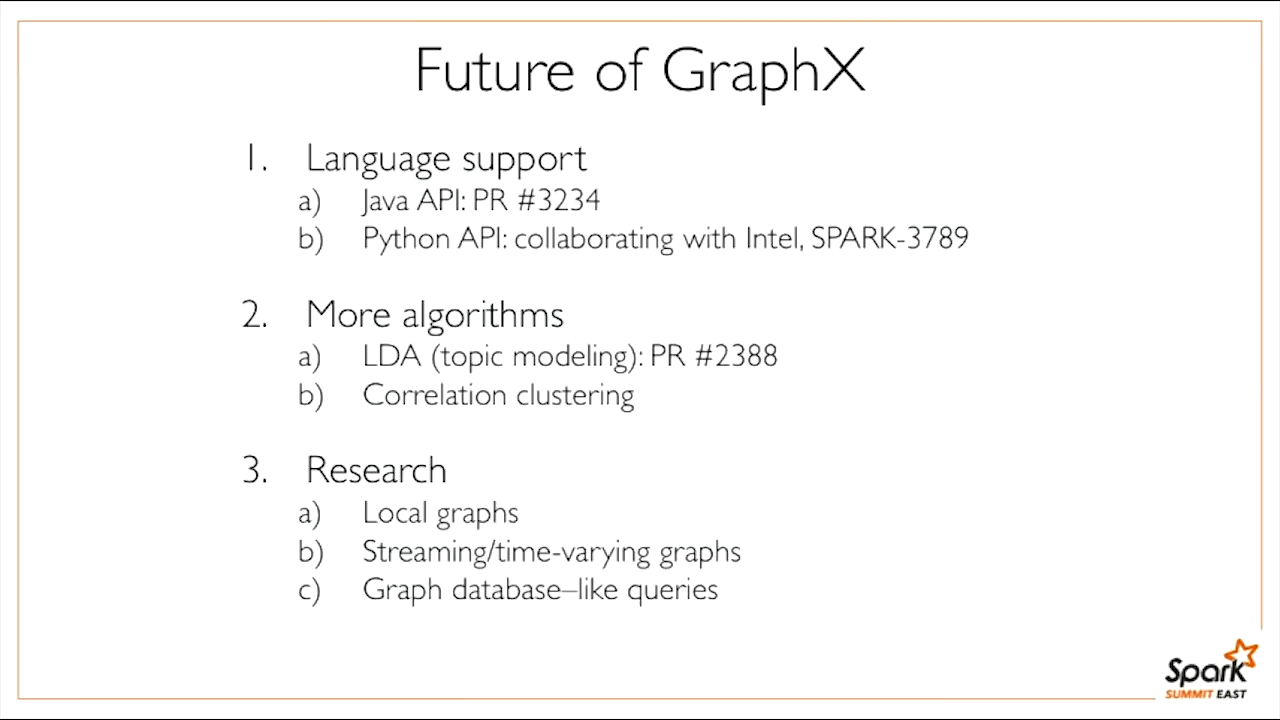 Future of GraphX
1. Language support
a) Java API: PR #3234
b) Python API: collaborating with Intel, SPARK-3789
2. More algorithms
a) LDA (topic modeling): PR #2388
b) Correlation clustering
3. Research
a) Local graphs
b) Streaming/time-varying graphs
c) Graph database–like queries
Spark
SUMMIT EAST